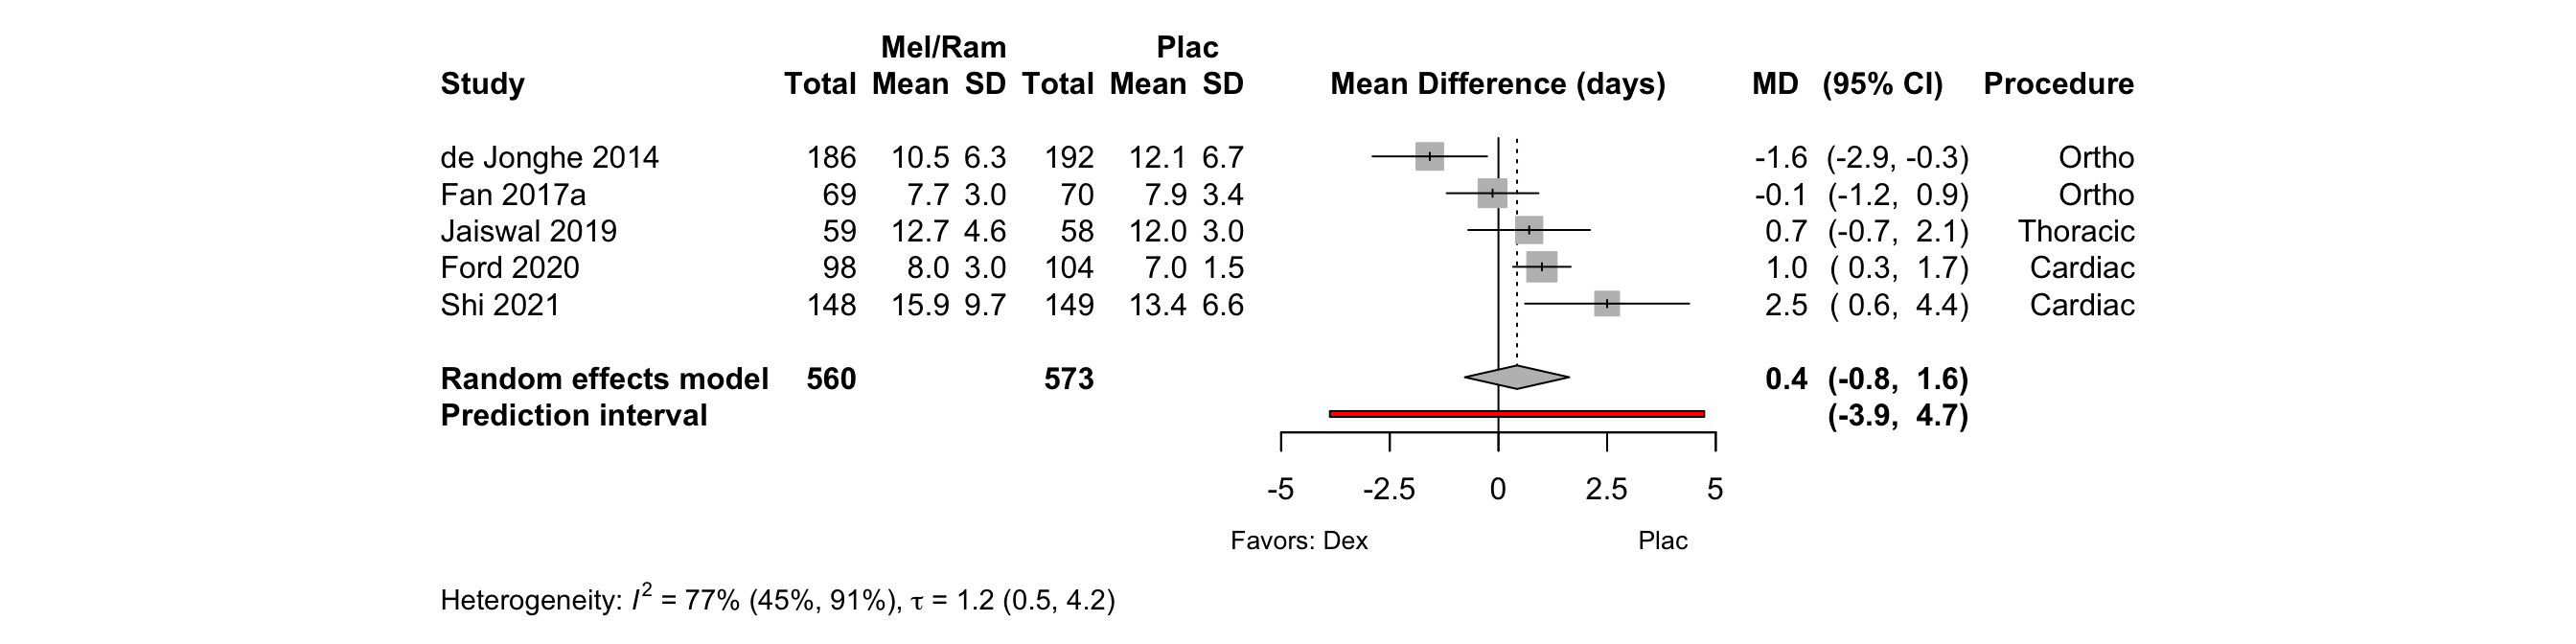 Mel/Ram Plac
Study Total Mean SD Total Mean SD Mean Difference (days) MD (95% CI) Procedure
de Jonghe 2014 186 10.5 6.3 192 12.1 6.7 -1.6 (-2.9, -0.3) Ortho
Fan 2017a 69 7.7 3.0 70 7.9 3.4 -0.1 (-1.2, 0.9) Ortho
Jaiswal 2019 59 12.7 4.6 58 12.0 3.0 0.7 (-0.7, 2.1) Thoracic
Ford 2020 98 8.0 3.0 104 7.0 1.5 1.0 ( 0.3, 1.7) Cardiac
Shi 2021 148 15.9 9.7 149 13.4 6.6 2.5 ( 0.6, 4.4) Cardiac
Random effects model 560 573 0.4 (-0.8, 1.6)
Prediction interval (-3.9, 4.7)
-5 -2.5 0 2.5 5
Favors: Dex Plac
Heterogeneity: I² = 77% (45%, 91%), τ = 1.2 (0.5, 4.2)